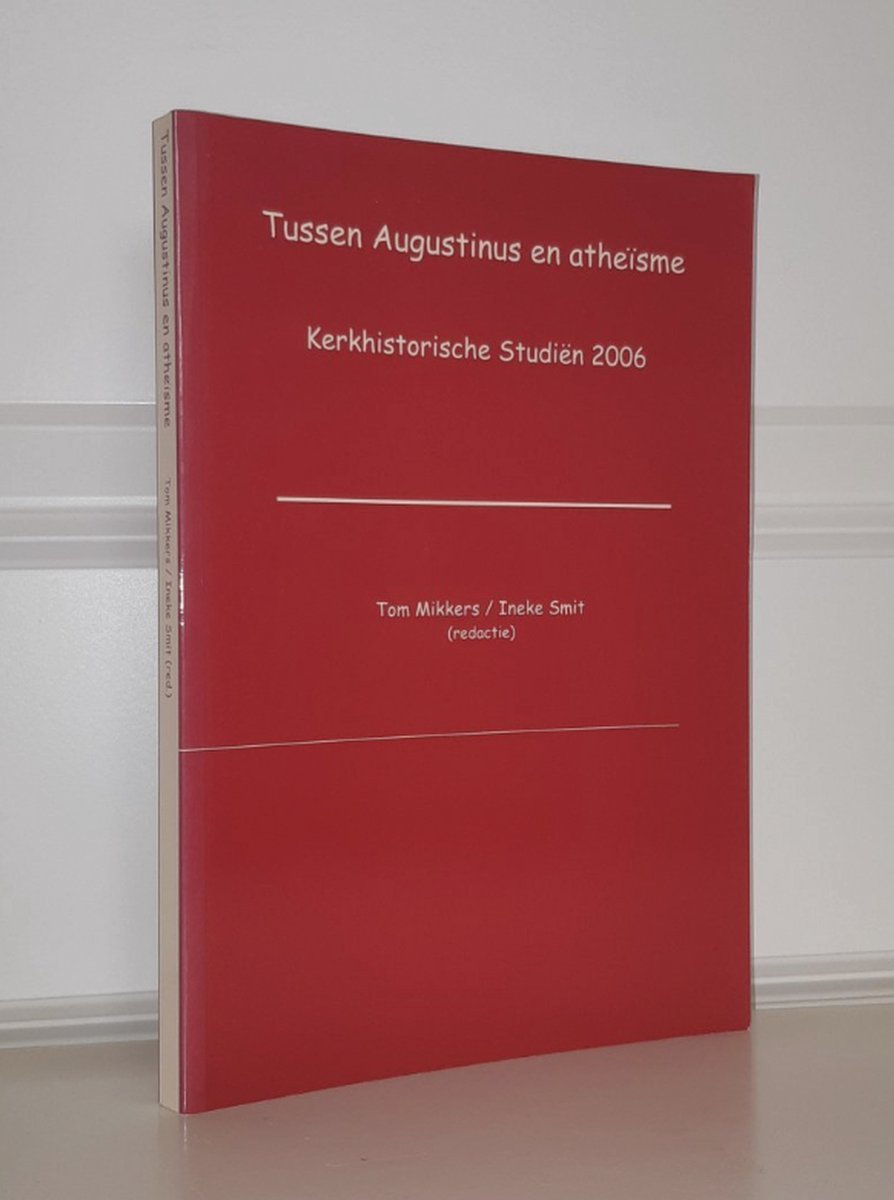 Tussen Augustinus en atheïsme
Kerkhistorische Studiën 2006
Tom Mikkers / Ineke Smit
(redactie)
Tussen Augustinus en atheïsme Tom Mikkers / Ineke Smit (red.)